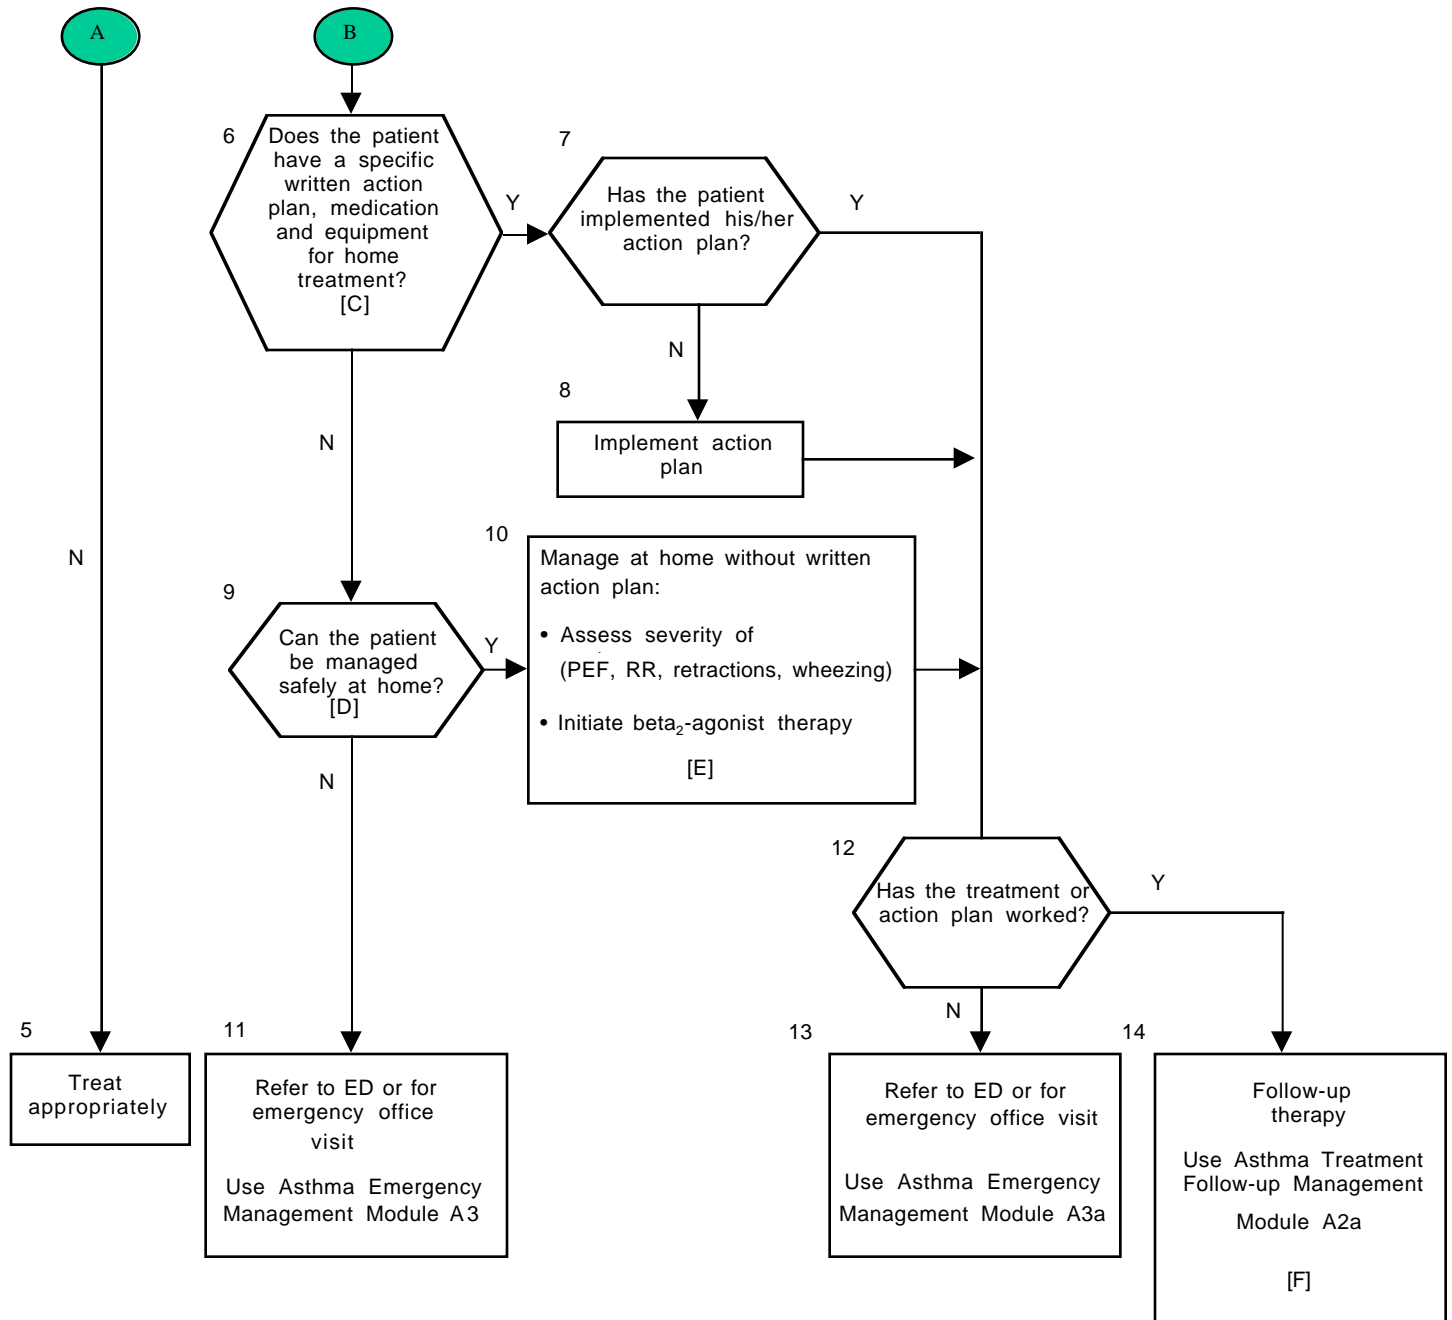 A
B
6
Does the patient
have a specific
written action
plan, medication
and equipment
for home
treatment?
[C]
Y
7
Has the patient
implemented his/her
action plan?
Y
N
8
Implement action
plan
N
N
9
Can the patient
be managed
safely at home?
[D]
Y
N
10
Manage at home without written
action plan:
• Assess severity of
(PEF, RR, retractions, wheezing)
• Initiate beta₂-agonist therapy
[E]
12
Has the treatment or
action plan worked?
Y
N
5
Treat
appropriately
11
Refer to ED or for
emergency office
visit
Use Asthma Emergency
Management Module A3
13
Refer to ED or for
emergency office visit
Use Asthma Emergency
Management Module A3a
14
Follow-up
therapy
Use Asthma Treatment
Follow-up Management
Module A2a
[F]